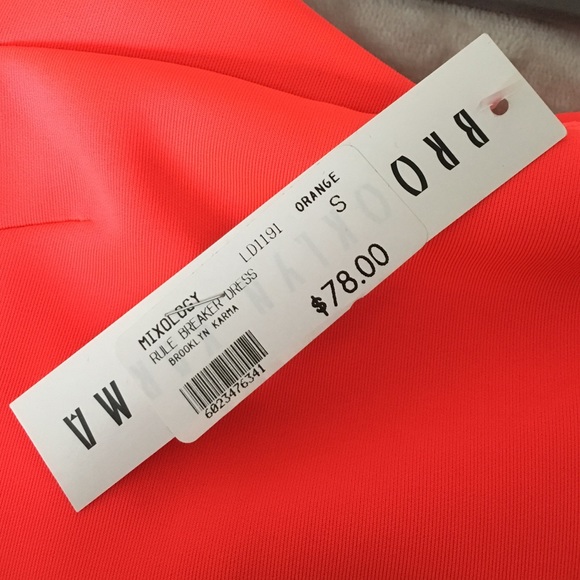 BRO
MA
MIXOLOGY
LD1191
ORANGE
RULE BREAKER DRESS
S
BROOKLYN KARMA
$78.00
6023476341